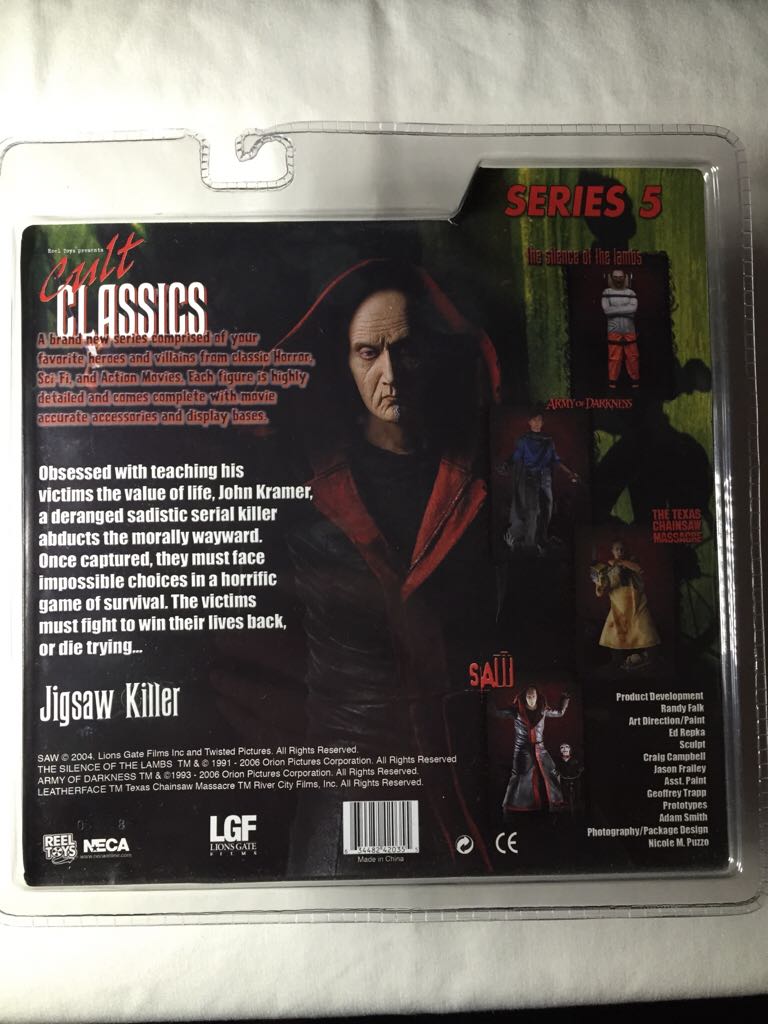 SERIES 5
Reel Toys presents
Cult
CLASSICS
A brand new series comprised of your
favorite heroes and villains from classic Horror,
Sci Fi, and Action Movies. Each figure is highly
detailed and comes complete with movie
accurate accessories and display bases.
the silence of the lambs
ARMY OF DARKNESS
THE TEXAS
CHAINSAW
MASSACRE
SAW
Obsessed with teaching his
victims the value of life, John Kramer,
a deranged sadistic serial killer
abducts the morally wayward.
Once captured, they must face
impossible choices in a horrific
game of survival. The victims
must fight to win their lives back,
or die trying...
Jigsaw Killer
Product Development
Randy Falk
Art Direction/Paint
Ed Repka
Sculpt
Craig Campbell
Jason Frailey
Asst. Paint
Geoffrey Trapp
Prototypes
Adam Smith
Photography/Package Design
Nicole M. Puzzo
SAW © 2004, Lions Gate Films Inc and Twisted Pictures. All Rights Reserved.
THE SILENCE OF THE LAMBS TM & © 1991 - 2006 Orion Pictures Corporation. All Rights Reserved
ARMY OF DARKNESS TM & ©1993 - 2006 Orion Pictures Corporation. All Rights Reserved.
LEATHERFACE TM Texas Chainsaw Massacre TM River City Films, Inc. All Rights Reserved.
REEL
TOYS
NECA
www.necaonline.com
LGF
LIONS GATE
FILMS
6 34482 42035
Made in China
CE